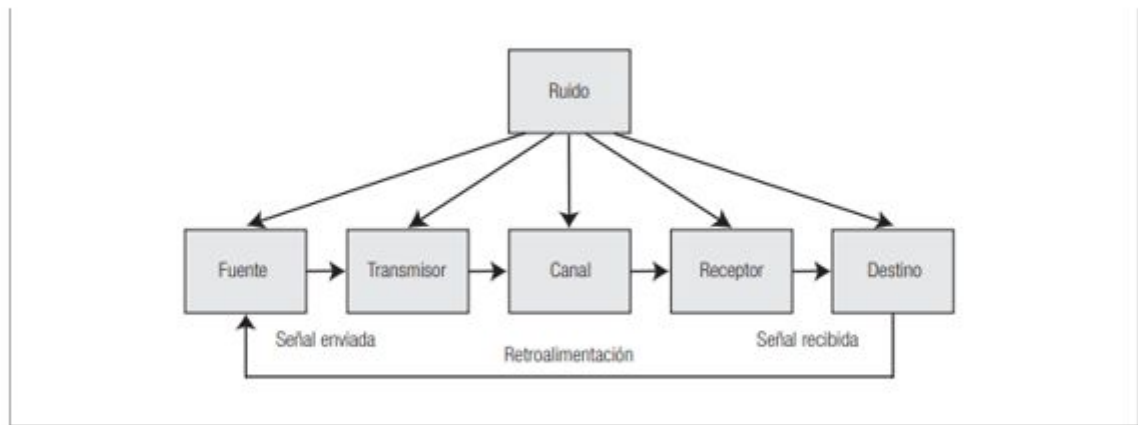 Ruido
Fuente
Transmisor
Canal
Receptor
Destino
Señal enviada
Señal recibida
Retroalimentación